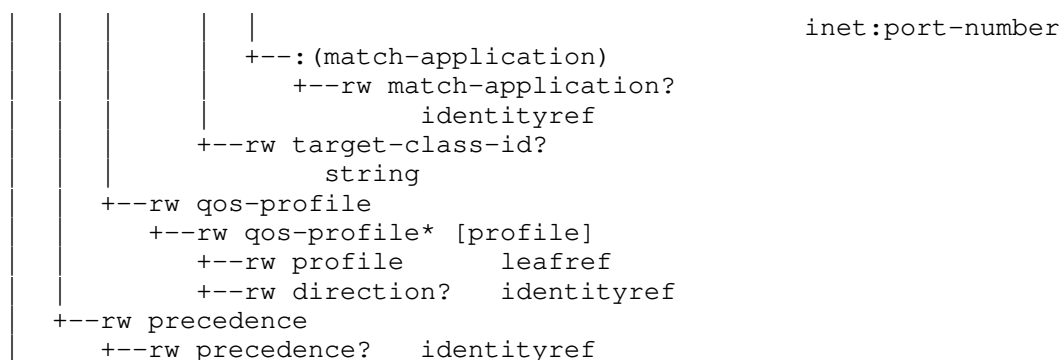 |   |   |      |   |                                   inet:port-number
|   |   |      |   +--:(match-application)
|   |   |      |      +--rw match-application?
|   |   |      |              identityref
|   |   |      +--rw target-class-id?
|   |   |              string
|   |   +--rw qos-profile
|   |      +--rw qos-profile* [profile]
|   |         +--rw profile      leafref
|   |         +--rw direction?   identityref
|   +--rw precedence
|      +--rw precedence?   identityref